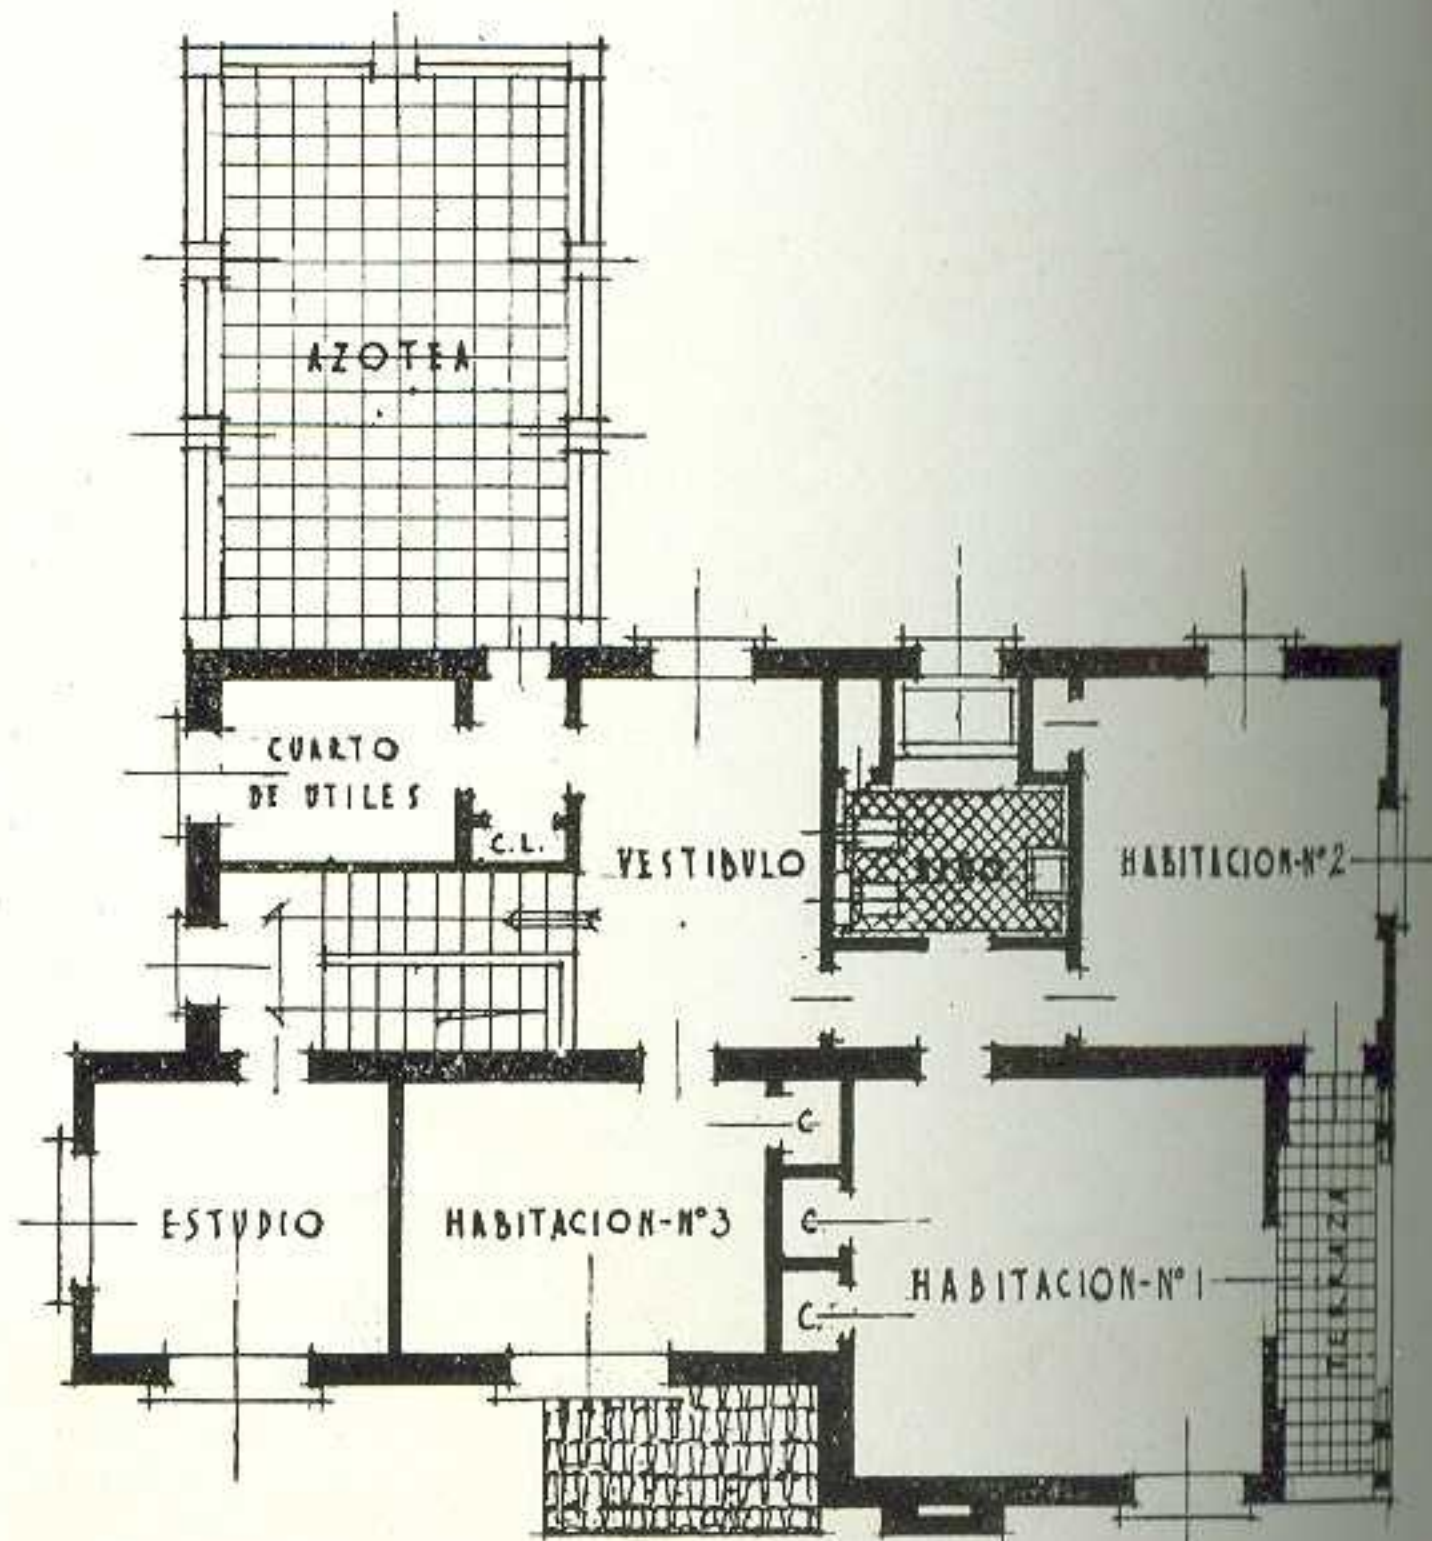 AZOTEA
CUARTO
DE UTILES
C.L.
VESTIBULO
HABITACION-Nº2
C
ESTUDIO
HABITACION-Nº3
C.
HABITACION-Nº1
C.
TERRAZA